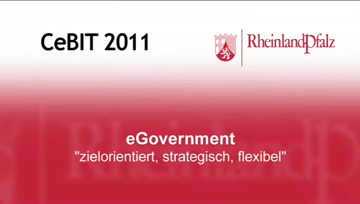 CeBIT 2011
RheinlandPfalz
eGovernment
"zielorientiert, strategisch, flexibel"